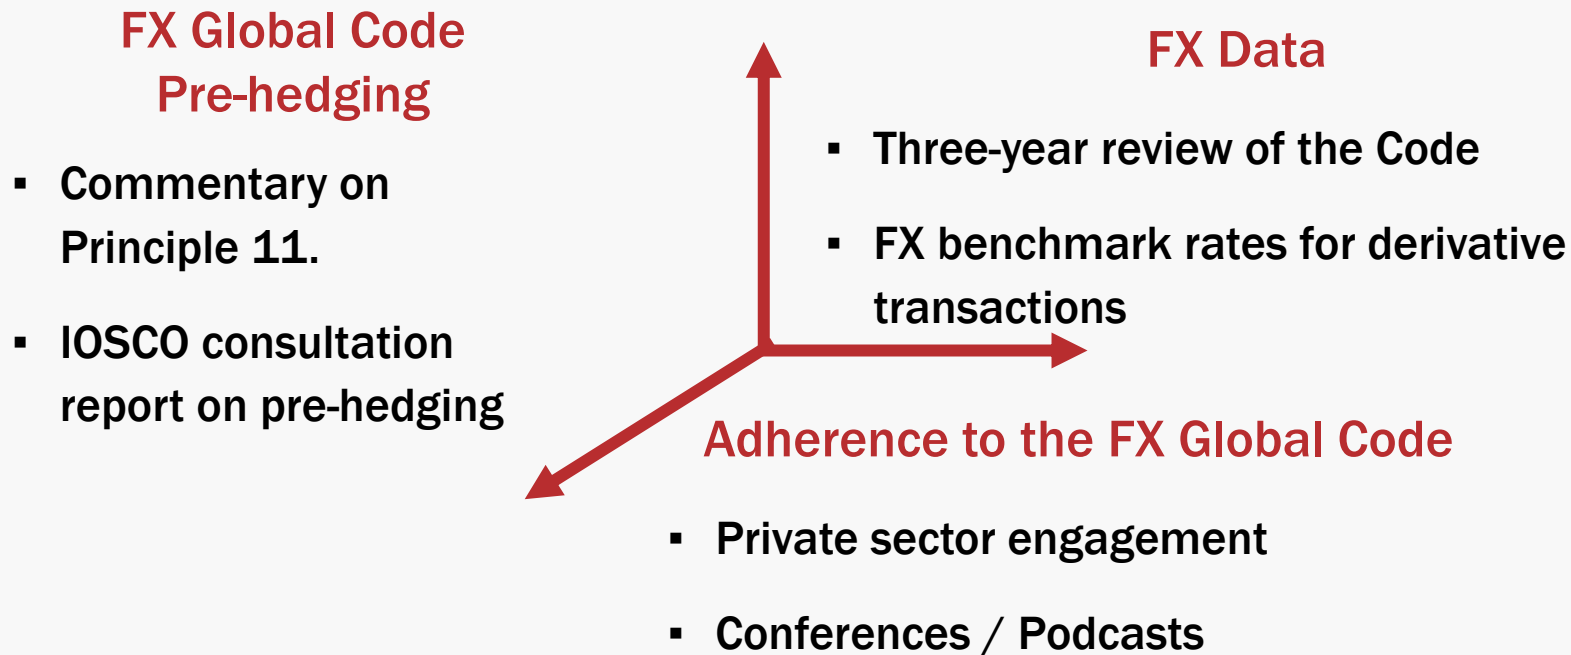 FX Global Code
Pre-hedging
▪ Commentary on
Principle 11.
▪ IOSCO consultation
report on pre-hedging
FX Data
▪ Three-year review of the Code
▪ FX benchmark rates for derivative
transactions
Adherence to the FX Global Code
▪ Private sector engagement
▪ Conferences / Podcasts